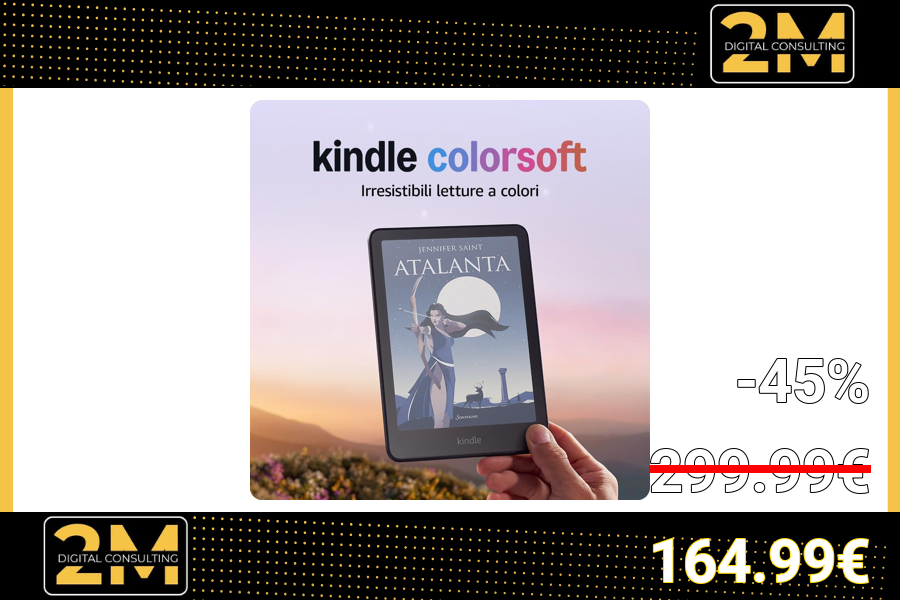 2M
DIGITAL CONSULTING
kindle colorsoft
Irresistibili letture a colori
JENNIFER SAINT
ATALANTA
Sonzogno
kindle
-45%
299.99€
2M
DIGITAL CONSULTING
164.99€